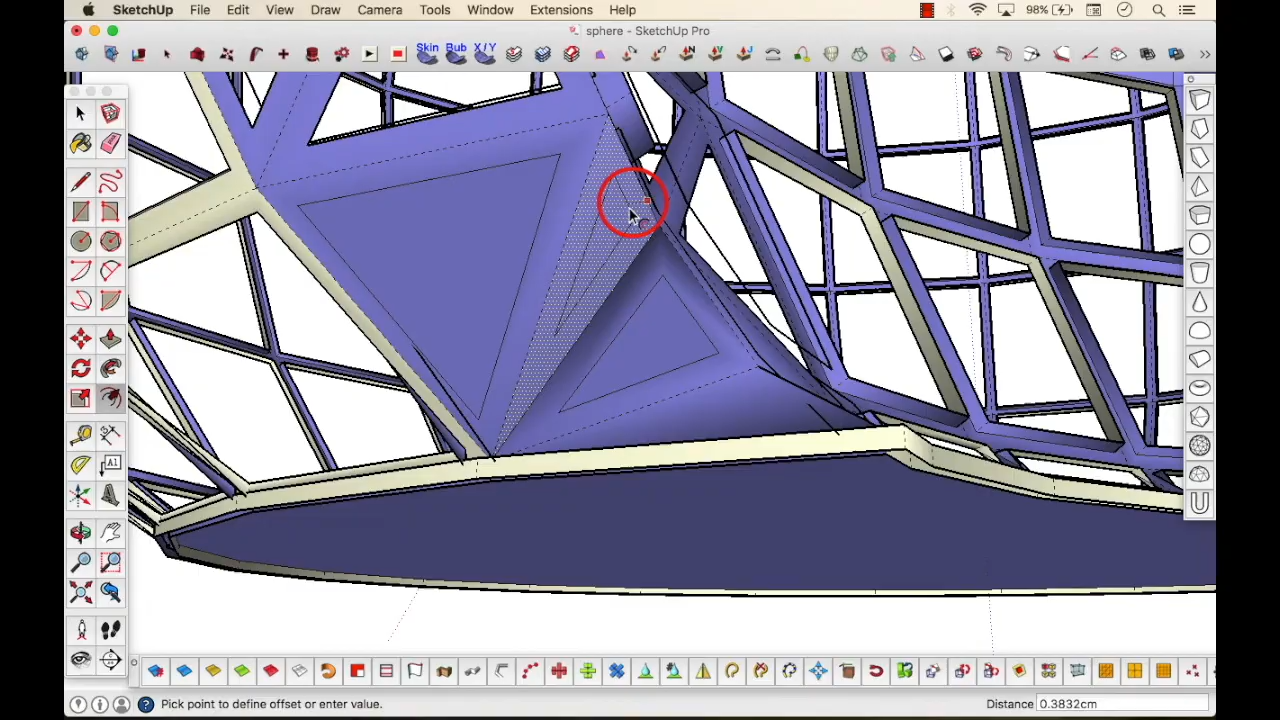 SketchUp File Edit View Draw Camera Tools Window Extensions Help 98%
sphere - SketchUp Pro
Skin Bub X/Y N V J
A1
Pick point to define offset or enter value. Distance 0.3832cm